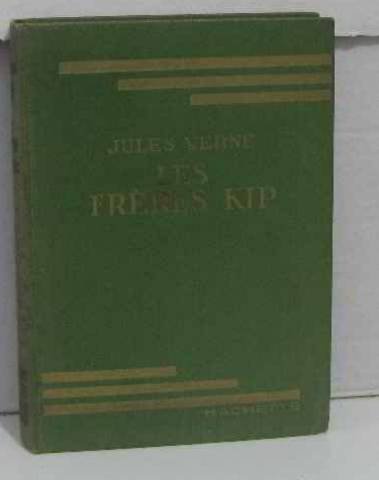 JULES VERNE
LES
FRÈRES KIP
HACHETTE